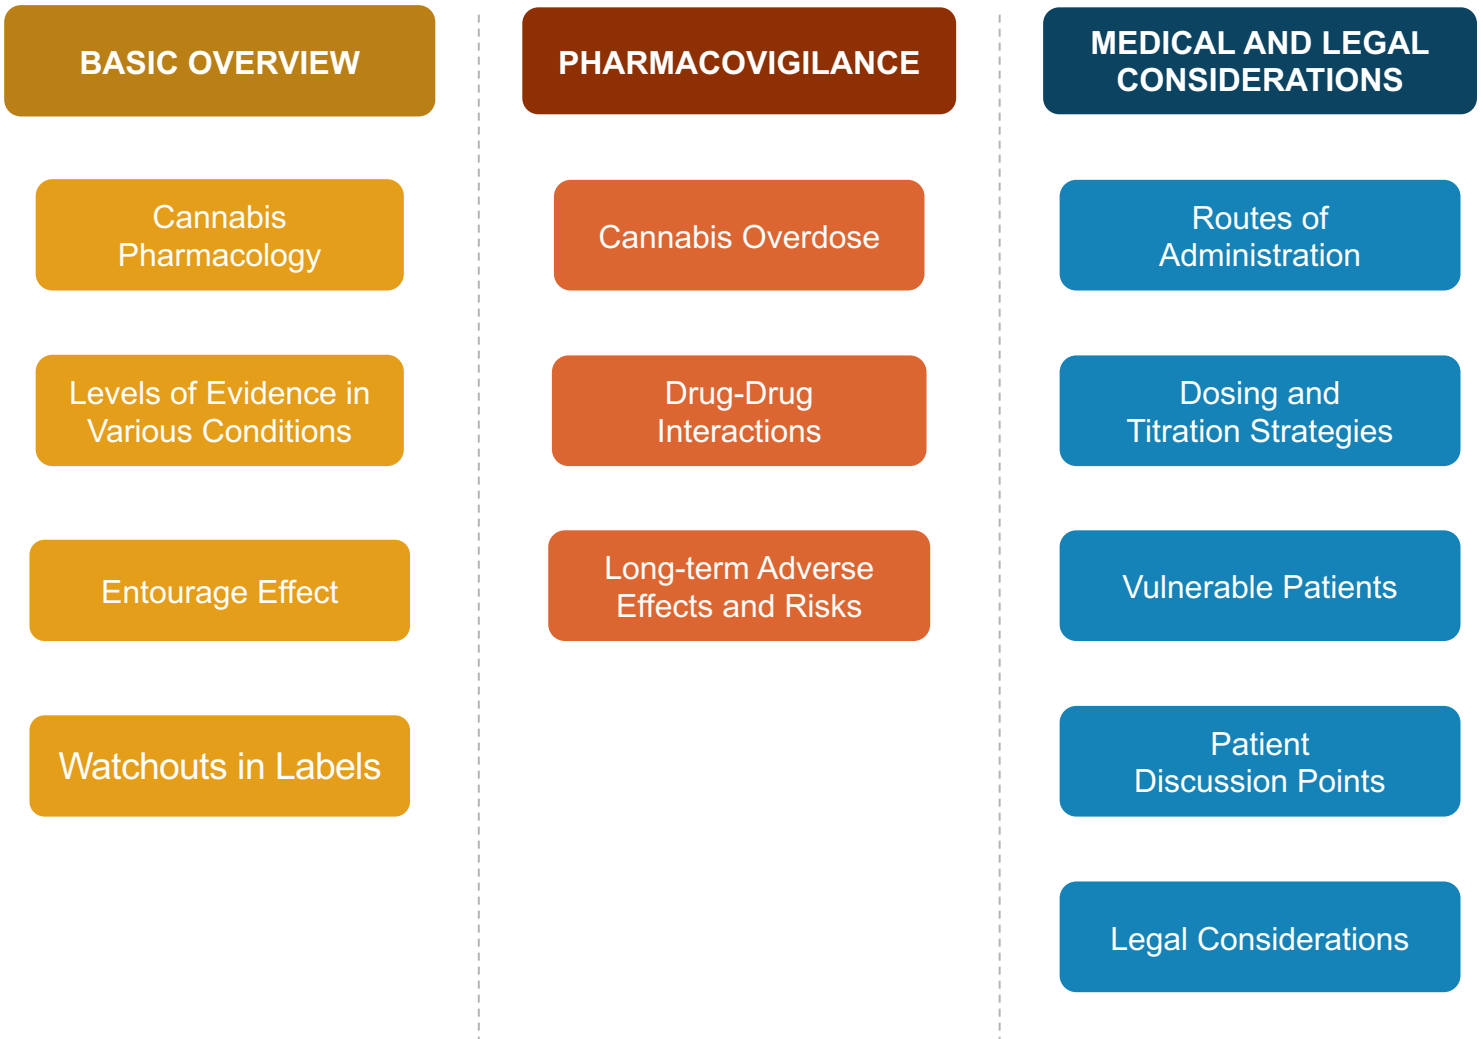 BASIC OVERVIEW
Cannabis
Pharmacology
Levels of Evidence in
Various Conditions
Entourage Effect
Watchouts in Labels
PHARMACOVIGILANCE
Cannabis Overdose
Drug-Drug
Interactions
Long-term Adverse
Effects and Risks
MEDICAL AND LEGAL
CONSIDERATIONS
Routes of
Administration
Dosing and
Titration Strategies
Vulnerable Patients
Patient
Discussion Points
Legal Considerations